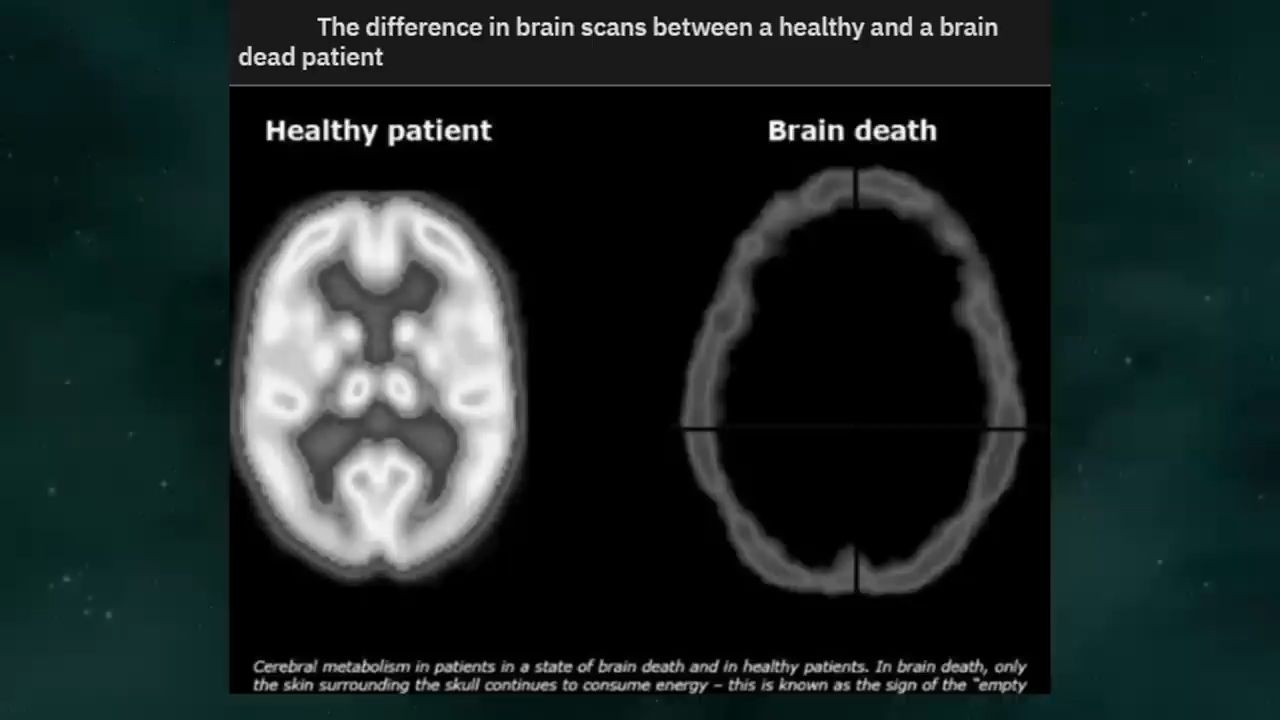 The difference in brain scans between a healthy and a brain
dead patient
Healthy patient
Brain death
Cerebral metabolism in patients in a state of brain death and in healthy patients. In brain death, only
the skin surrounding the skull continues to consume energy – this is known as the sign of the "empty